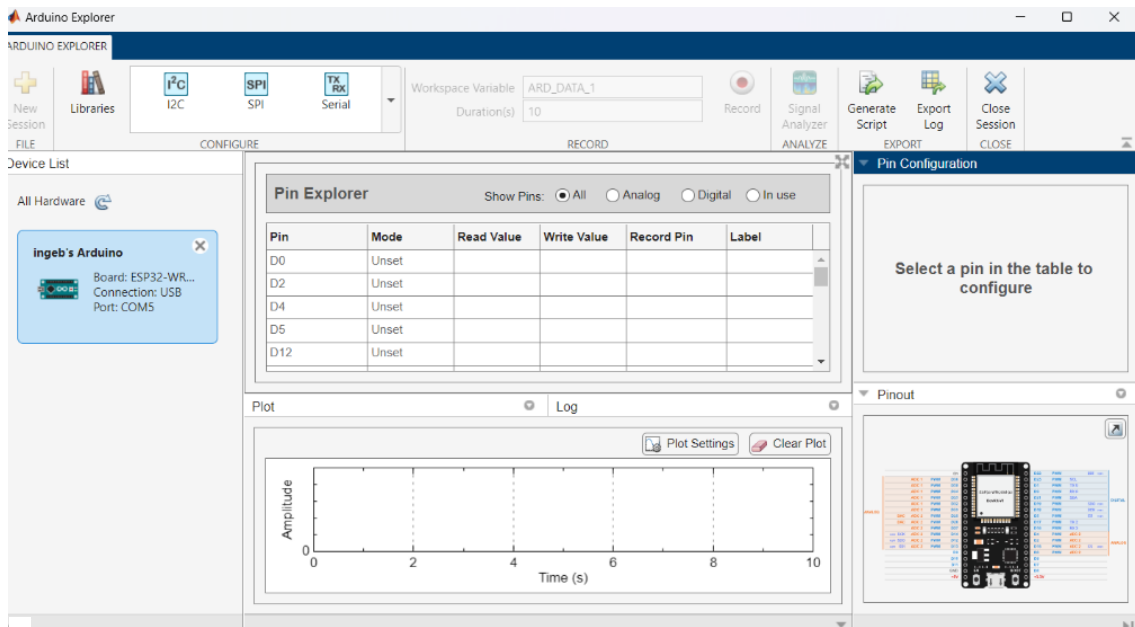 Arduino Explorer
ARDUINO EXPLORER
New Session
Libraries
I²C
I2C
SPI
SPI
TX RX
Serial
Workspace Variable ARD_DATA_1
Duration(s) 10
Record
Signal Analyzer
Generate Script
Export Log
Close Session
FILE CONFIGURE RECORD ANALYZE EXPORT CLOSE
Device List
All Hardware
ingeb's Arduino
Board: ESP32-WR...
Connection: USB
Port: COM5
Pin Explorer Show Pins: All Analog Digital In use
Pin Mode Read Value Write Value Record Pin Label
D0 Unset
D2 Unset
D4 Unset
D5 Unset
D12 Unset
Plot
Log
Plot Settings Clear Plot
Amplitude
0
0 2 4 6 8 10
Time (s)
Pin Configuration
Select a pin in the table to
configure
Pinout